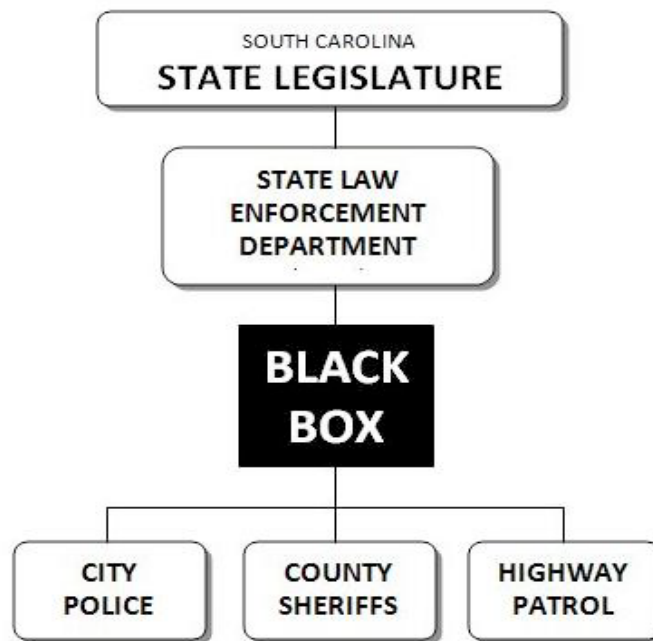 SOUTH CAROLINA
STATE LEGISLATURE
STATE LAW
ENFORCEMENT
DEPARTMENT
BLACK
BOX
CITY
POLICE
COUNTY
SHERIFFS
HIGHWAY
PATROL